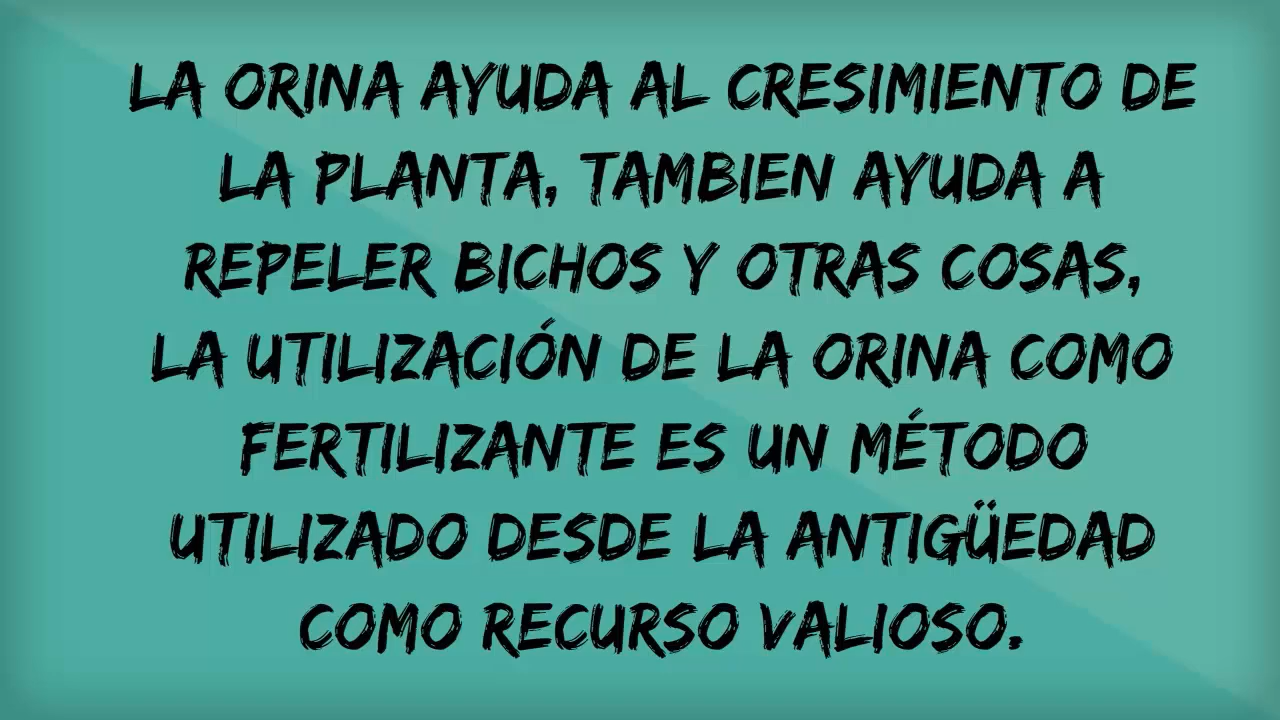 LA ORINA AYUDA AL CRESIMIENTO DE
LA PLANTA, TAMBIEN AYUDA A
REPELER BICHOS Y OTRAS COSAS,
LA UTILIZACIÓN DE LA ORINA COMO
FERTILIZANTE ES UN MÉTODO
UTILIZADO DESDE LA ANTIGÜEDAD
COMO RECURSO VALIOSO.